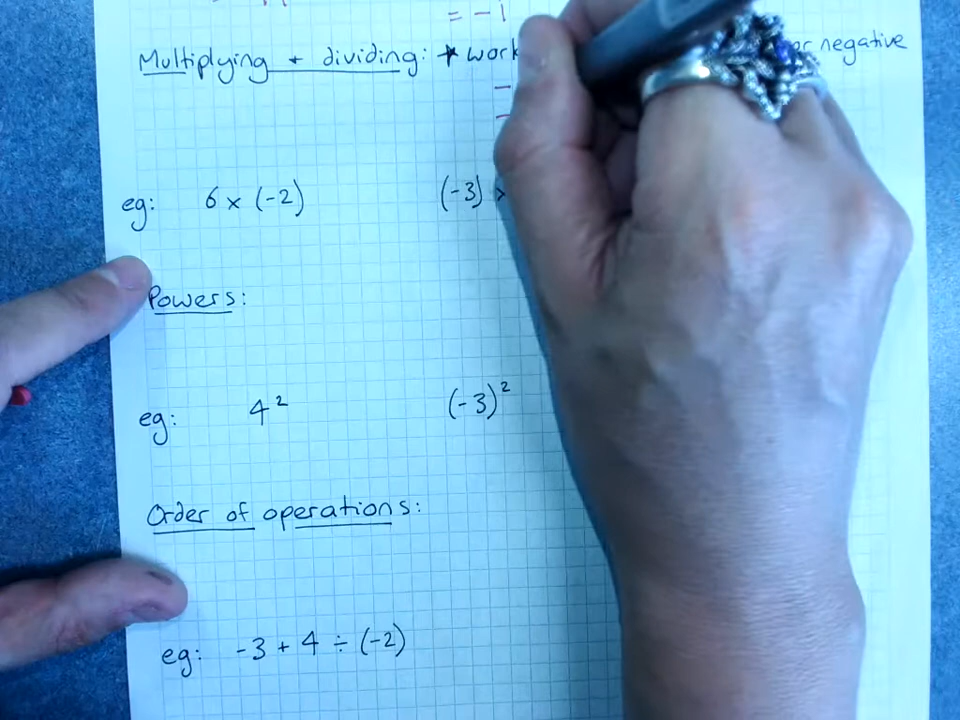 = - 1
Multiplying + dividing: * work or negative
-
eg: 6 × (-2) (-3) ×
Powers:
eg: 4² (-3)²
Order of operations:
eg: -3 + 4 ÷ (-2)